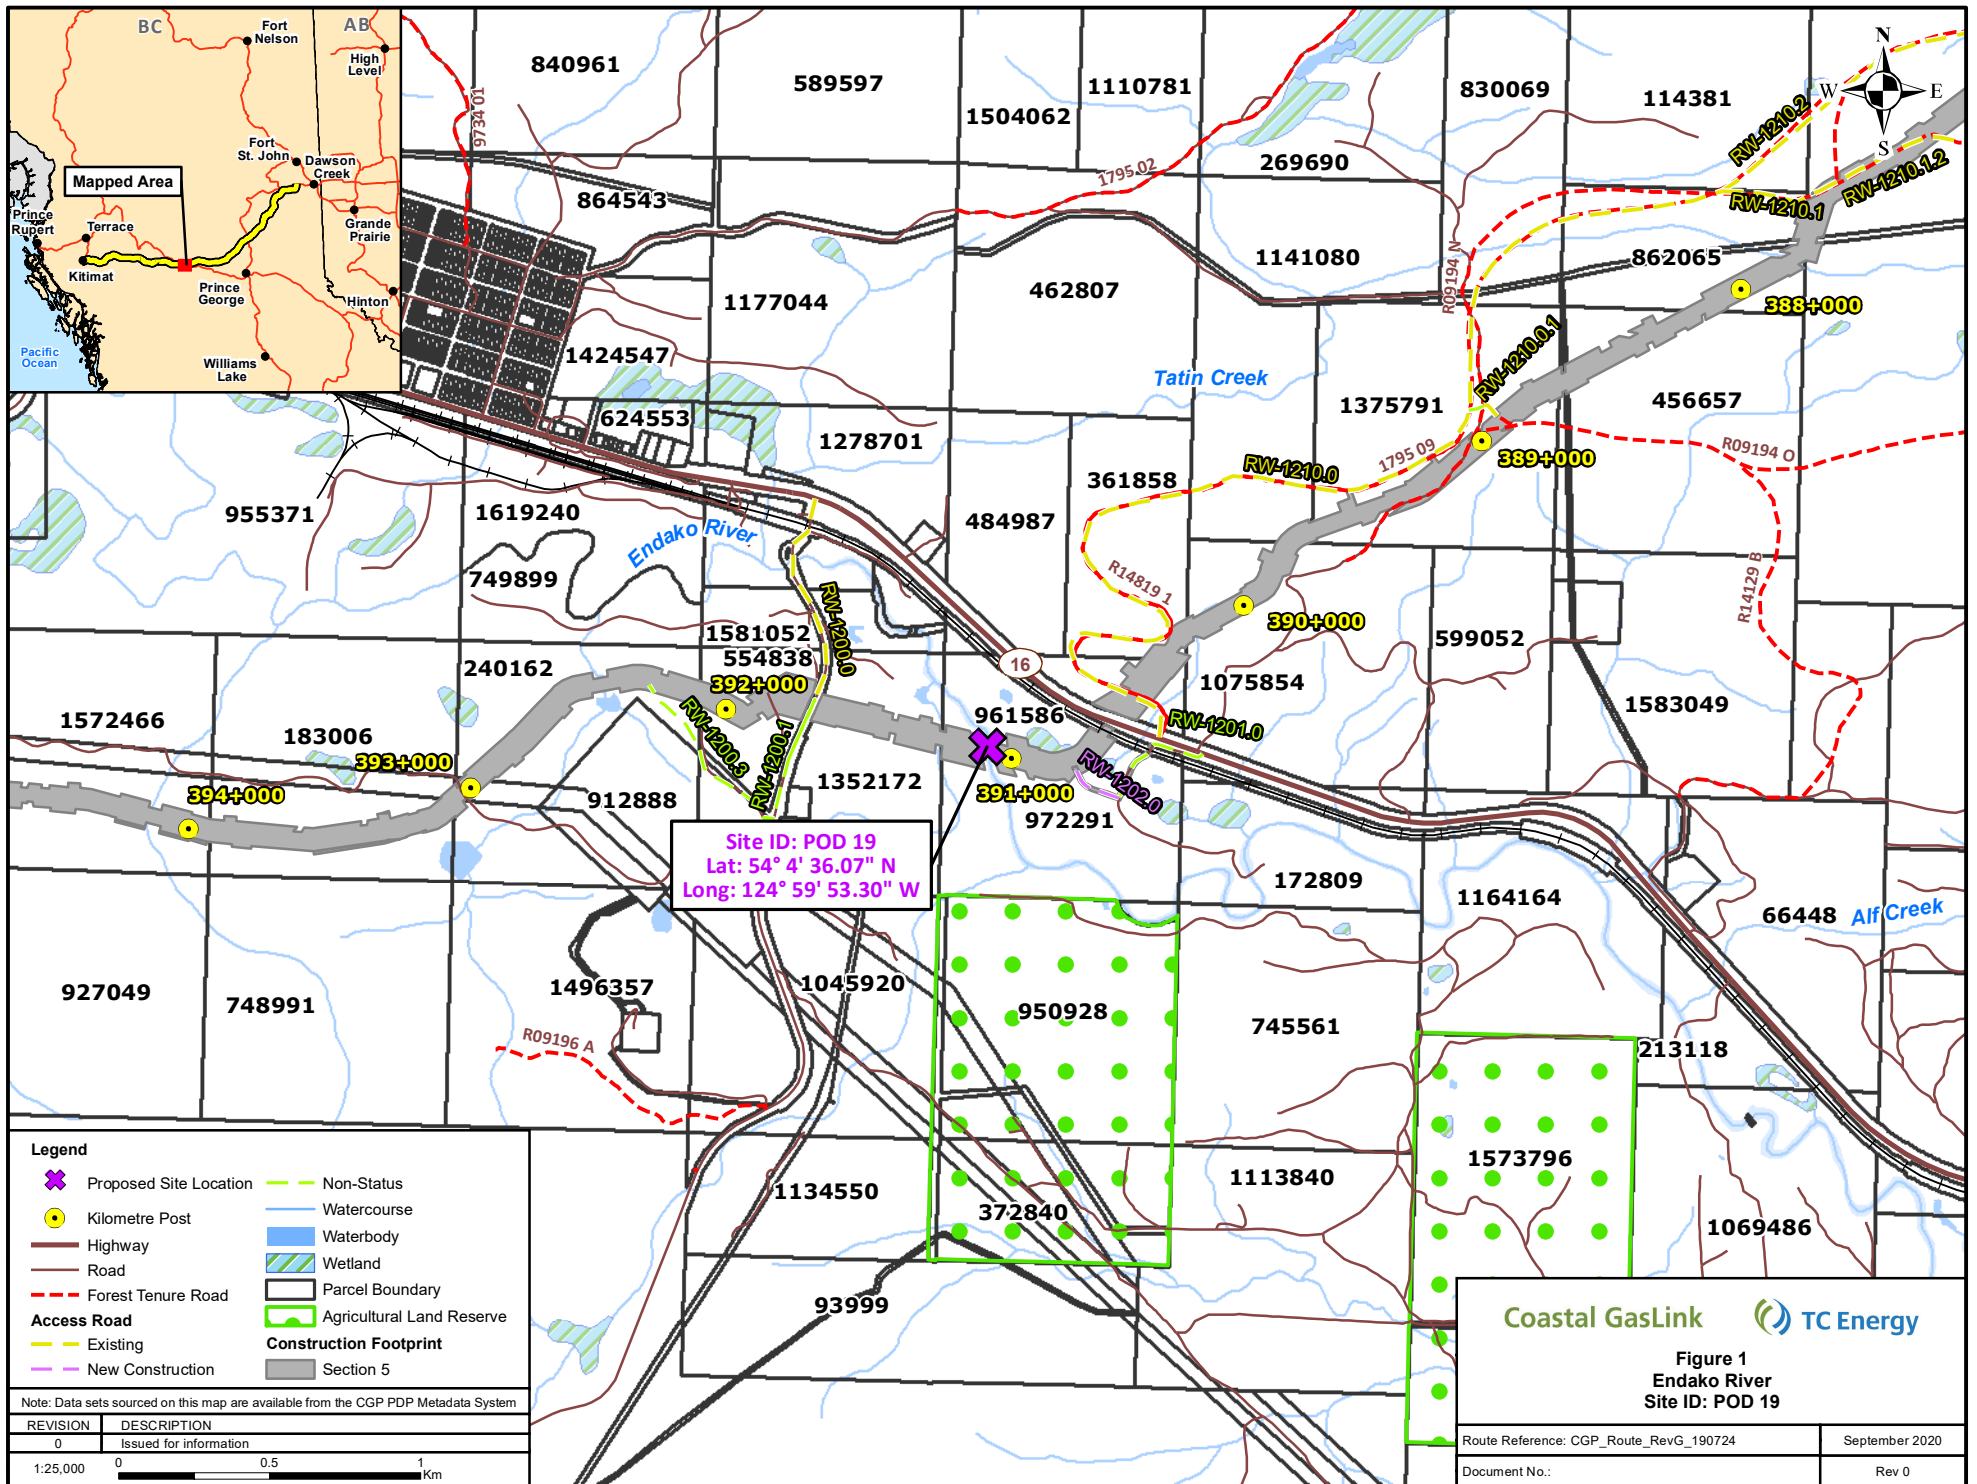 BC
AB
Fort
Nelson
High
Level
Fort
St. John
Dawson
Creek
Mapped Area
Prince
Rupert
Terrace
Grande
Prairie
Kitimat
Prince
George
Hinton
Pacific
Ocean
Williams
Lake
N
W
E
S
840961
589597
1504062
1110781
830069
114381
9734 01
1795 02
269690
RW-1210.2
RW-1210.1.2
RW-1210.1
864543
1141080
R09194 N
862065
388+000
1177044
462807
1424547
Tatin Creek
RW-1210.0.1
1375791
456657
624553
1278701
1795 09
389+000
R09194 O
361858
RW-1210.0
955371
1619240
Endako River
484987
749899
R14819 1
R14129 B
RW-1200.0
1581052
554838
390+000
599052
240162
16
392+000
1075854
1572466
183006
961586
RW-1201.0
1583049
RW-1200.3
RW-1200.1
393+000
394+000
912888
1352172
391+000
RW-1202.0
972291
Site ID: POD 19
Lat: 54° 4' 36.07" N
Long: 124° 59' 53.30" W
172809
1164164
66448
Alf Creek
927049
748991
1496357
1045920
950928
745561
R09196 A
213118
1134550
372840
1113840
1573796
1069486
93999
Legend
Proposed Site Location
Kilometre Post
Highway
Road
Forest Tenure Road
Access Road
Existing
New Construction
Non-Status
Watercourse
Waterbody
Wetland
Parcel Boundary
Agricultural Land Reserve
Construction Footprint
Section 5
Note: Data sets sourced on this map are available from the CGP PDP Metadata System
REVISION DESCRIPTION
0 Issued for information
1:25,000
0 0.5 1
Km
Coastal GasLink
TC Energy
Figure 1
Endako River
Site ID: POD 19
Route Reference: CGP_Route_RevG_190724
September 2020
Document No.:
Rev 0